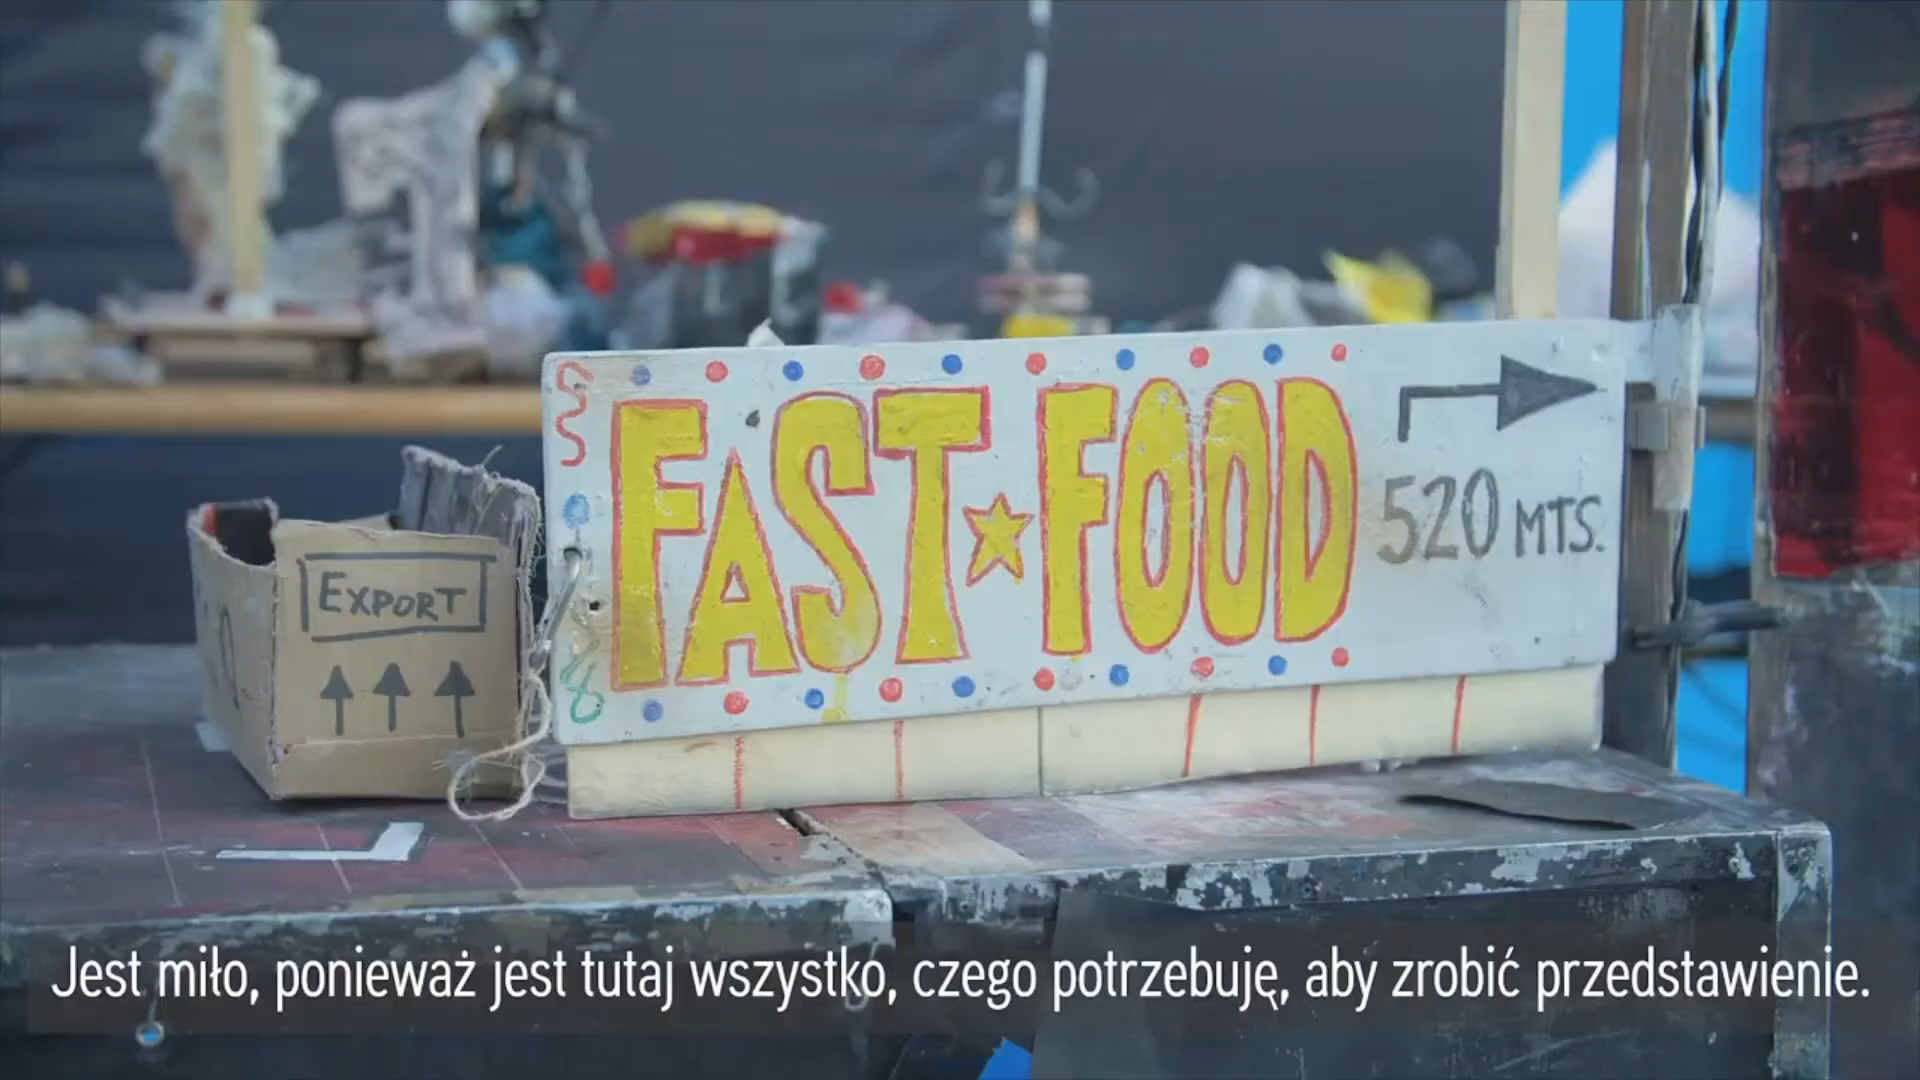 FAST★FOOD
520 MTS.
EXPORT
Jest miło, ponieważ jest tutaj wszystko, czego potrzebuję, aby zrobić przedstawienie.